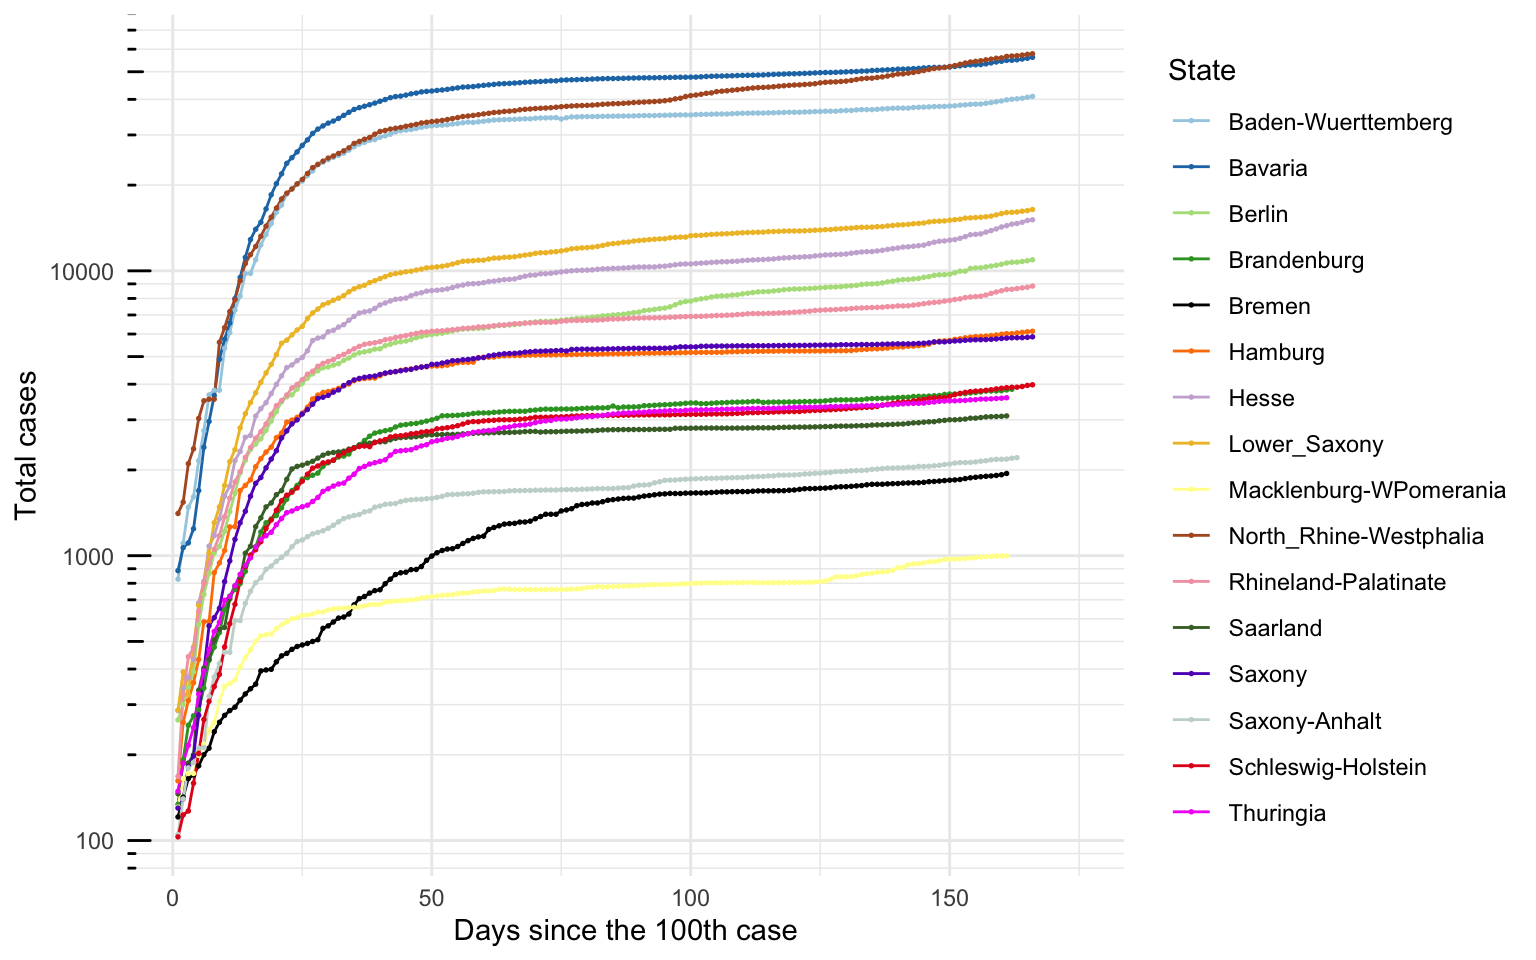 Total cases
10000
1000
100
0 50 100 150
Days since the 100th case
State
Baden-Wuerttemberg
Bavaria
Berlin
Brandenburg
Bremen
Hamburg
Hesse
Lower_Saxony
Macklenburg-WPomerania
North_Rhine-Westphalia
Rhineland-Palatinate
Saarland
Saxony
Saxony-Anhalt
Schleswig-Holstein
Thuringia